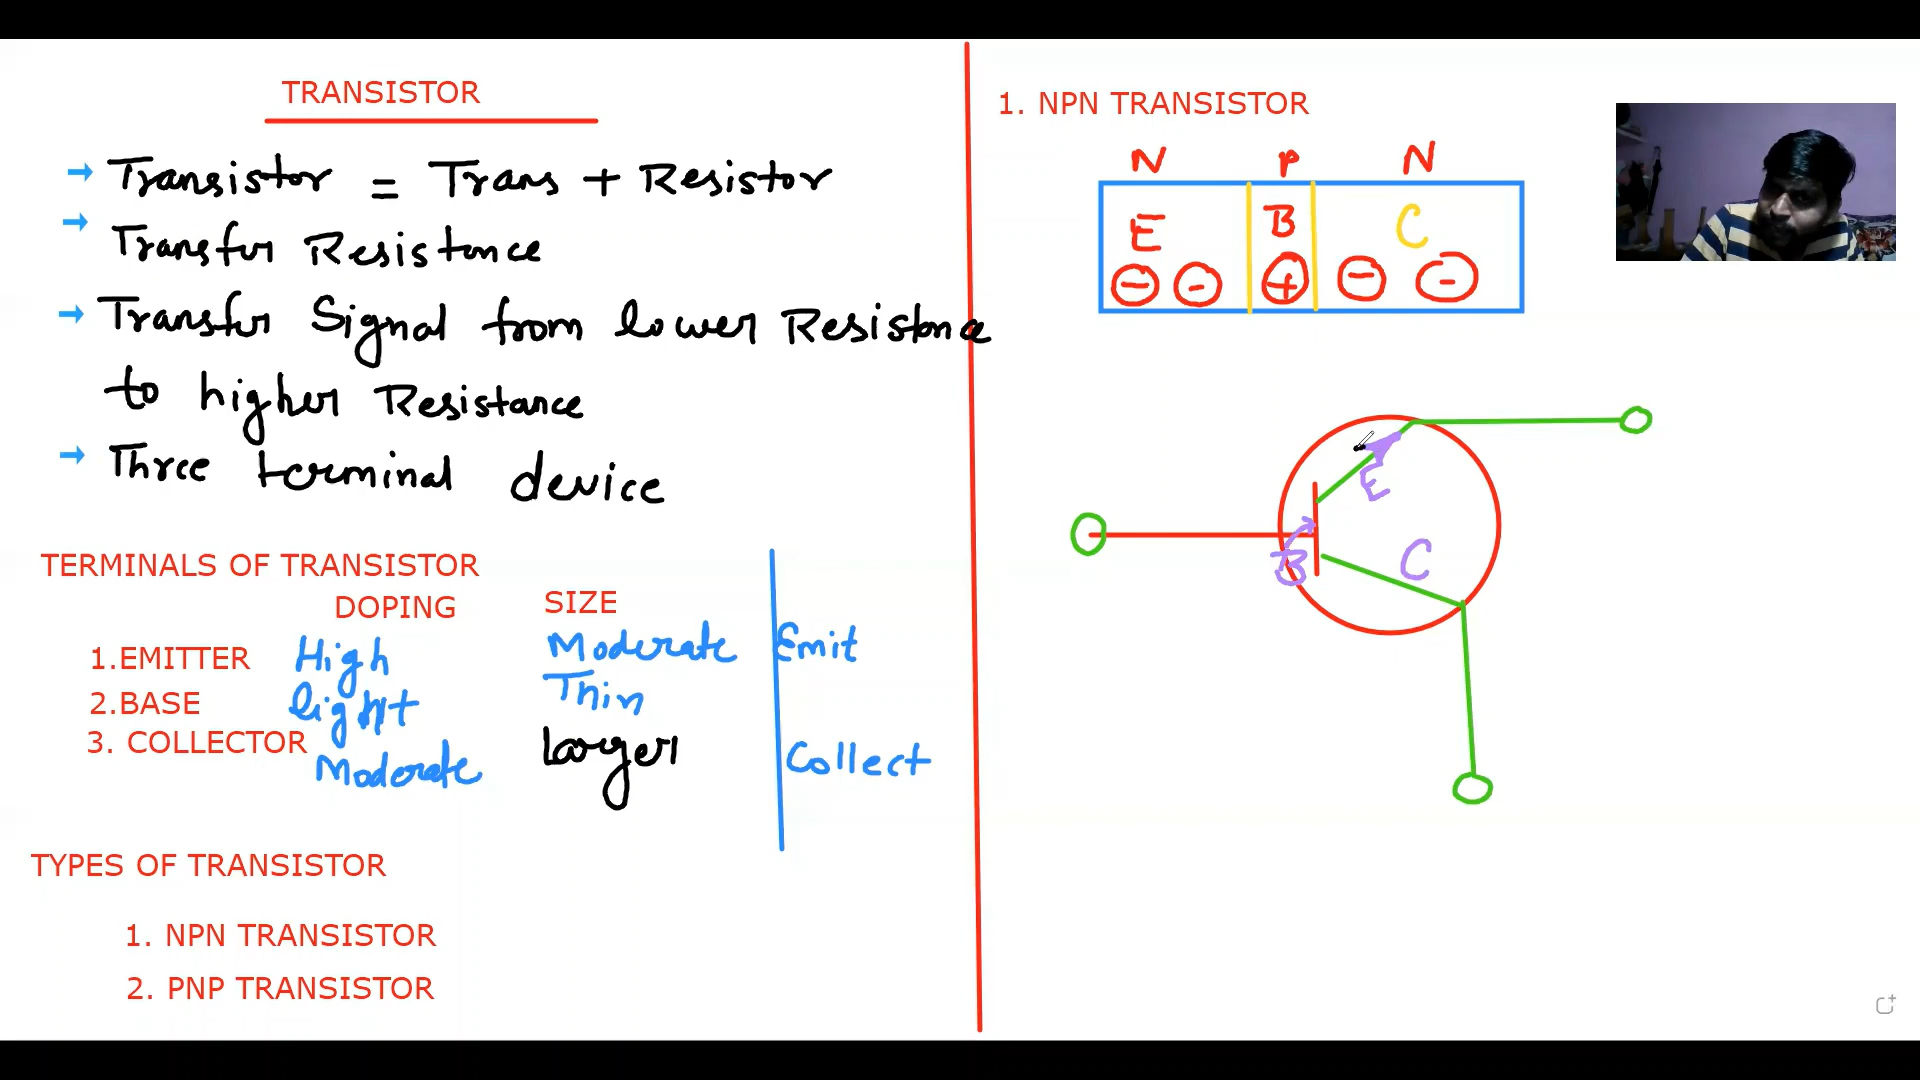 TRANSISTOR
→ Transistor = Trans + Resistor
→ Transfer Resistance
→ Transfer Signal from lower Resistance
to higher Resistance
→ Three terminal device
TERMINALS OF TRANSISTOR
DOPING SIZE
1.EMITTER High Moderate Emit
2.BASE light Thin
3. COLLECTOR Moderate Larger Collect
TYPES OF TRANSISTOR
1. NPN TRANSISTOR
2. PNP TRANSISTOR
1. NPN TRANSISTOR
N P N
E B C
- - + - -
E
B C